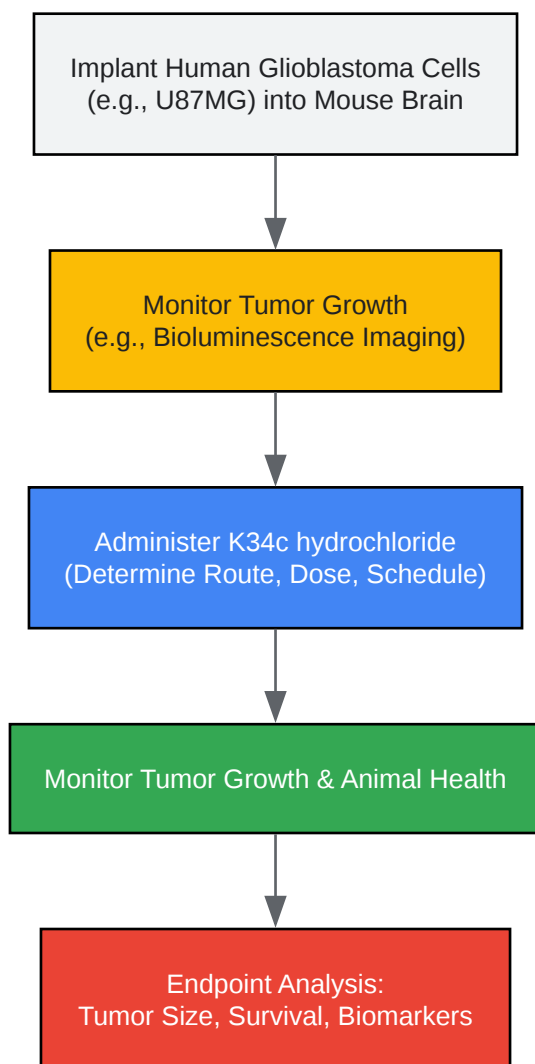 Implant Human Glioblastoma Cells
(e.g., U87MG) into Mouse Brain
Monitor Tumor Growth
(e.g., Bioluminescence Imaging)
Administer K34c hydrochloride
(Determine Route, Dose, Schedule)
Monitor Tumor Growth & Animal Health
Endpoint Analysis:
Tumor Size, Survival, Biomarkers